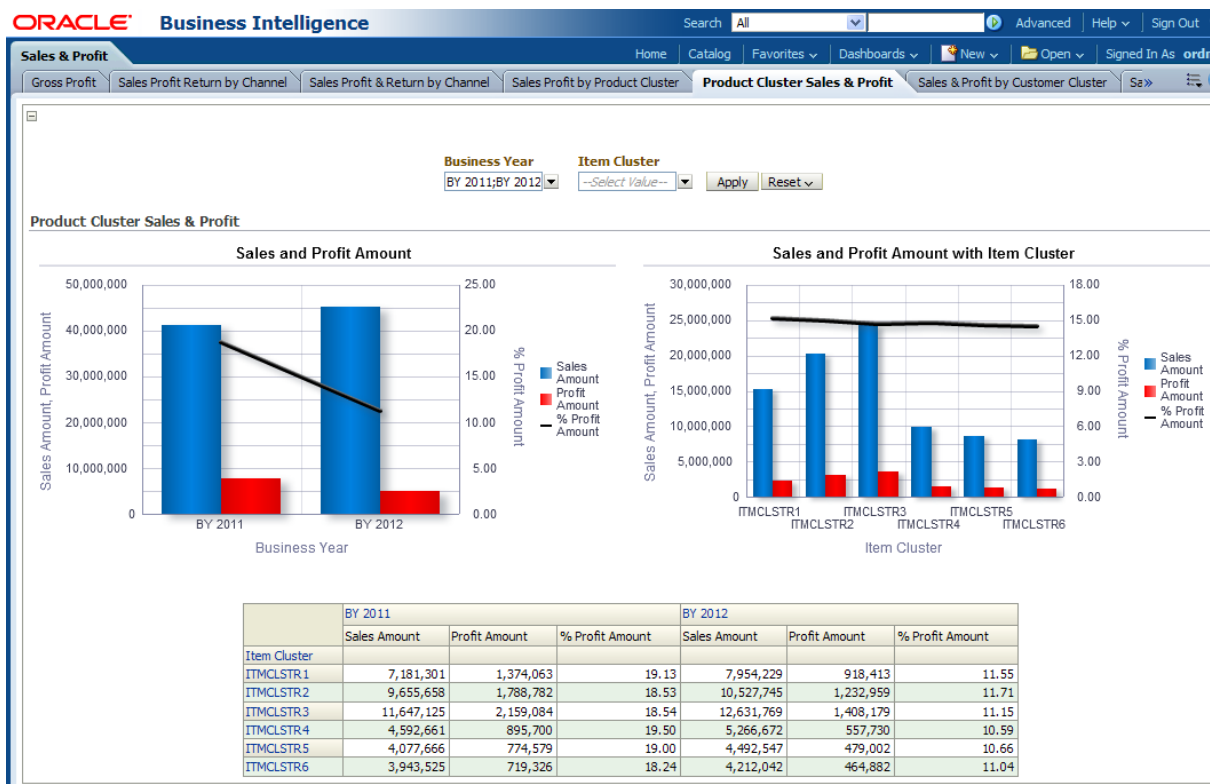 ORACLE Business Intelligence
Search All Advanced Help Sign Out
Sales & Profit
Home Catalog Favorites Dashboards New Open Signed In As ordr
Gross Profit Sales Profit Return by Channel Sales Profit & Return by Channel Sales Profit by Product Cluster Product Cluster Sales & Profit Sales & Profit by Customer Cluster Sa»
Business Year Item Cluster
BY 2011;BY 2012 --Select Value-- Apply Reset
Product Cluster Sales & Profit
Sales and Profit Amount
50,000,000
40,000,000
30,000,000
20,000,000
10,000,000
0
Sales Amount, Profit Amount
25.00
20.00
15.00
10.00
5.00
0.00
% Profit Amount
BY 2011 BY 2012
Business Year
Sales Amount
Profit Amount
% Profit Amount
Sales and Profit Amount with Item Cluster
30,000,000
25,000,000
20,000,000
15,000,000
10,000,000
5,000,000
0
Sales Amount, Profit Amount
18.00
15.00
12.00
9.00
6.00
3.00
0.00
% Profit Amount
ITMCLSTR1 ITMCLSTR3 ITMCLSTR5
ITMCLSTR2 ITMCLSTR4 ITMCLSTR6
Item Cluster
Sales Amount
Profit Amount
% Profit Amount
BY 2011 BY 2012
Sales Amount Profit Amount % Profit Amount Sales Amount Profit Amount % Profit Amount
Item Cluster
ITMCLSTR1 7,181,301 1,374,063 19.13 7,954,229 918,413 11.55
ITMCLSTR2 9,655,658 1,788,782 18.53 10,527,745 1,232,959 11.71
ITMCLSTR3 11,647,125 2,159,084 18.54 12,631,769 1,408,179 11.15
ITMCLSTR4 4,592,661 895,700 19.50 5,266,672 557,730 10.59
ITMCLSTR5 4,077,666 774,579 19.00 4,492,547 479,002 10.66
ITMCLSTR6 3,943,525 719,326 18.24 4,212,042 464,882 11.04